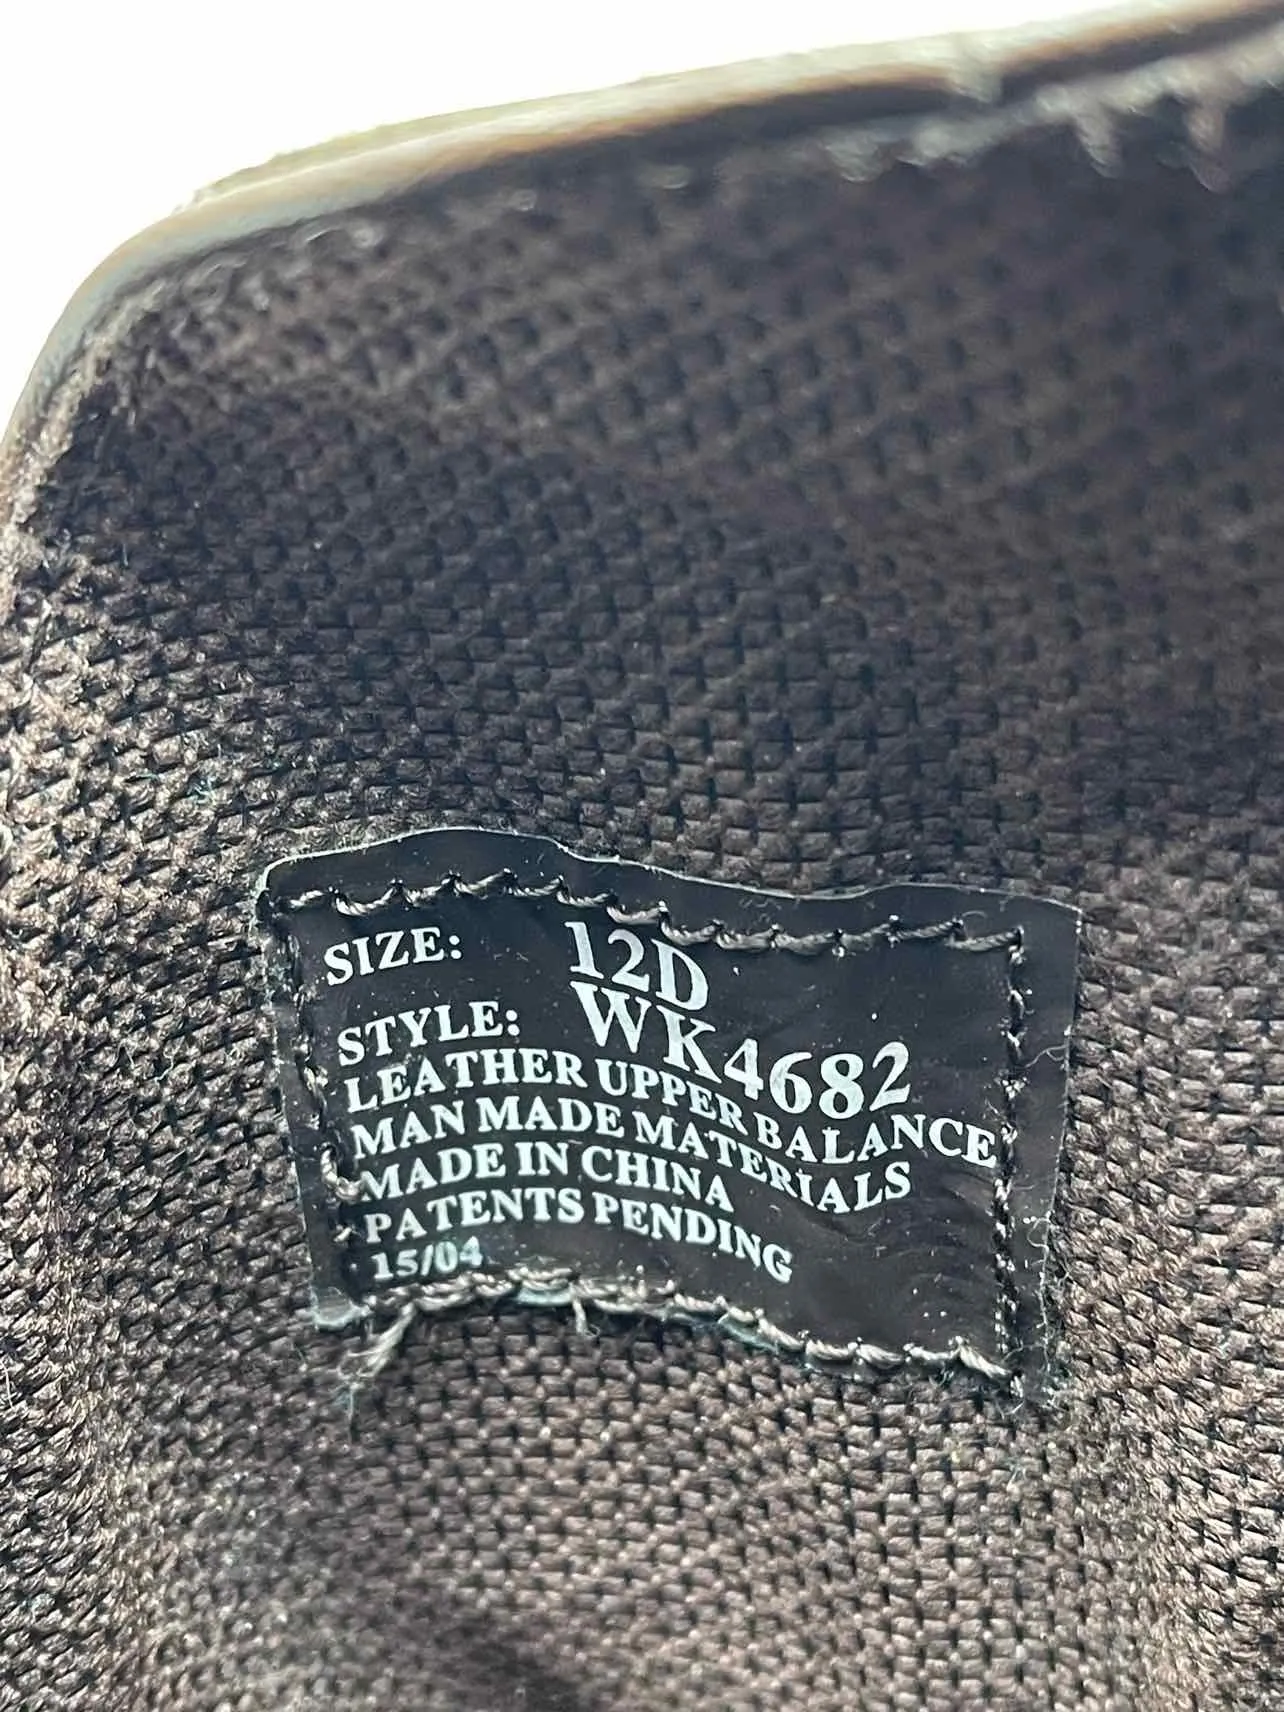 SIZE: 12D
STYLE: WK4682
LEATHER UPPER BALANCE
MAN MADE MATERIALS
MADE IN CHINA
PATENTS PENDING
15/04